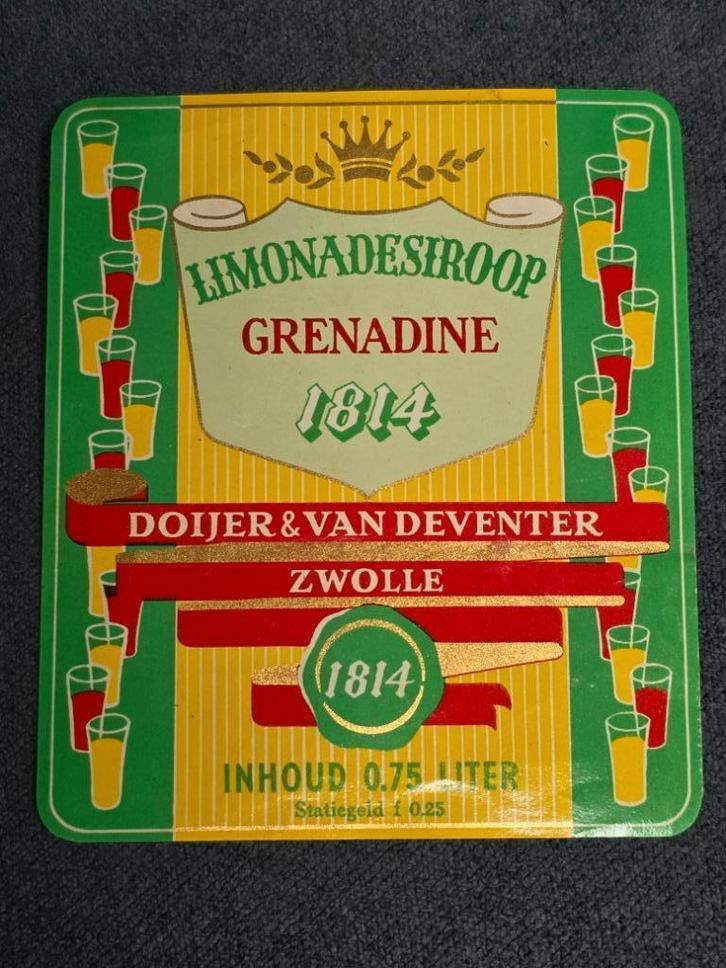 LIMONADESIROOP
GRENADINE
1814
DOIJER & VAN DEVENTER
ZWOLLE
1814
INHOUD 0.75 LITER
Statiegeld f 0.25